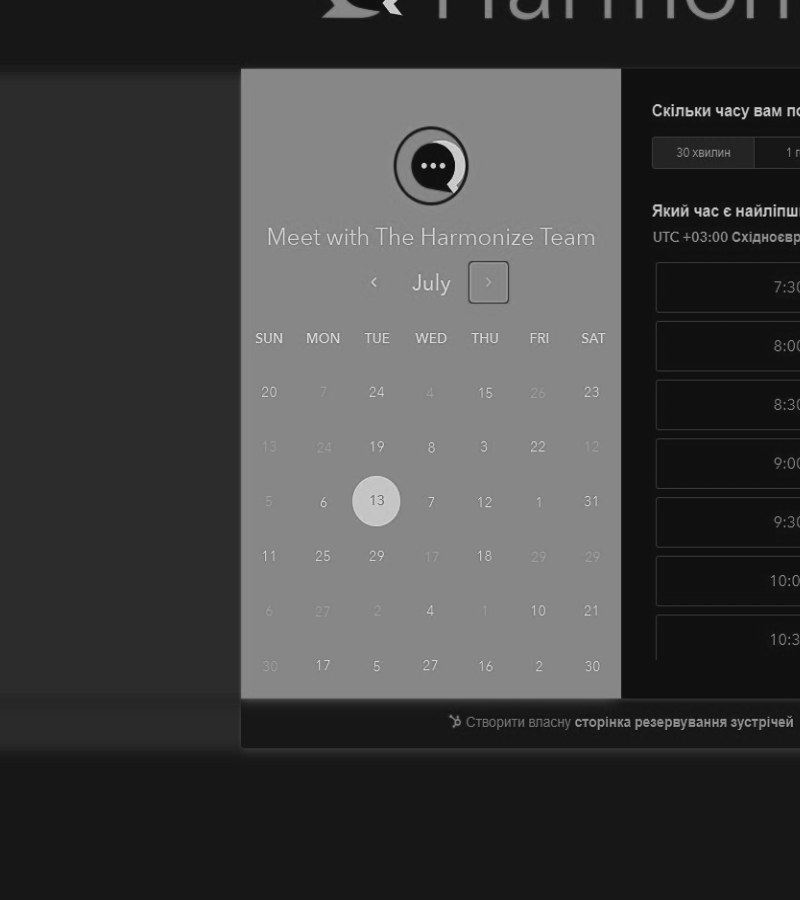 Harmon
Meet with The Harmonize Team
July
SUN MON TUE WED THU FRI SAT
20 7 24 4 15 26 23
13 24 19 8 3 22 12
5 6 13 7 12 1 31
11 25 29 17 18 29 29
6 27 2 4 1 10 21
30 17 5 27 16 2 30
Скільки часу вам
30 хвилин 1
Який час є
UTC +03:00
7:30
8:00
8:30
9:00
9:30
10:0
10:3
Створити власну сторінка резервування зустрічей